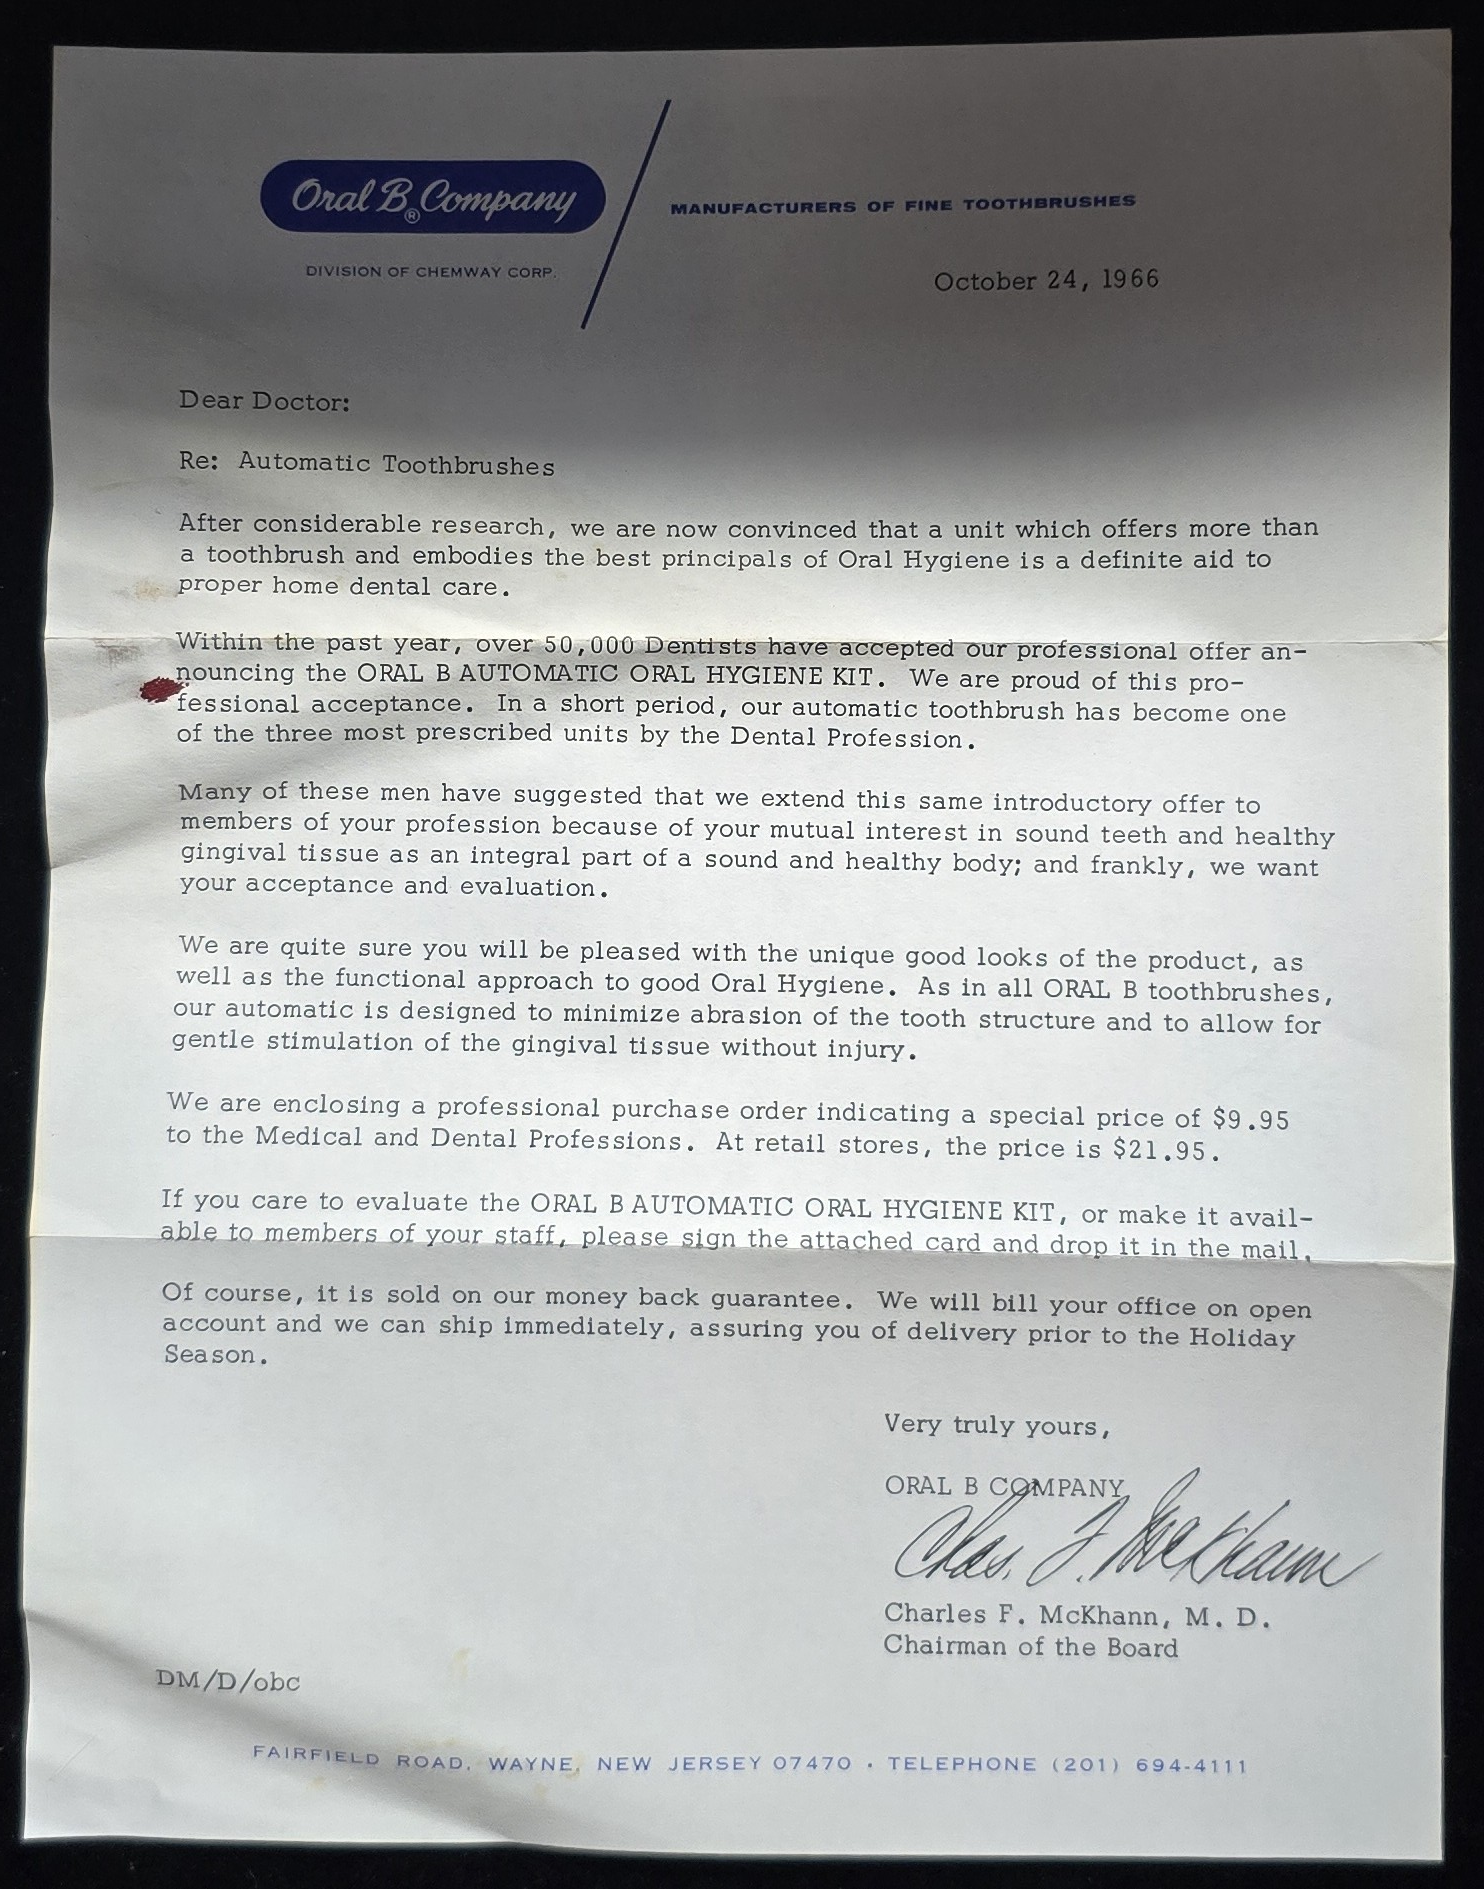 Oral B® Company
DIVISION OF CHEMWAY CORP.
MANUFACTURERS OF FINE TOOTHBRUSHES
October 24, 1966
Dear Doctor:
Re: Automatic Toothbrushes
After considerable research, we are now convinced that a unit which offers more than
a toothbrush and embodies the best principals of Oral Hygiene is a definite aid to
proper home dental care.
Within the past year, over 50,000 Dentists have accepted our professional offer an-
nouncing the ORAL B AUTOMATIC ORAL HYGIENE KIT. We are proud of this pro-
fessional acceptance. In a short period, our automatic toothbrush has become one
of the three most prescribed units by the Dental Profession.
Many of these men have suggested that we extend this same introductory offer to
members of your profession because of your mutual interest in sound teeth and healthy
gingival tissue as an integral part of a sound and healthy body; and frankly, we want
your acceptance and evaluation.
We are quite sure you will be pleased with the unique good looks of the product, as
well as the functional approach to good Oral Hygiene. As in all ORAL B toothbrushes,
our automatic is designed to minimize abrasion of the tooth structure and to allow for
gentle stimulation of the gingival tissue without injury.
We are enclosing a professional purchase order indicating a special price of $9.95
to the Medical and Dental Professions. At retail stores, the price is $21.95.
If you care to evaluate the ORAL B AUTOMATIC ORAL HYGIENE KIT, or make it avail-
able to members of your staff, please sign the attached card and drop it in the mail.
Of course, it is sold on our money back guarantee. We will bill your office on open
account and we can ship immediately, assuring you of delivery prior to the Holiday
Season.
Very truly yours,
ORAL B COMPANY
Chas. F. McKhann
Charles F. McKhann, M. D.
Chairman of the Board
DM/D/obc
FAIRFIELD ROAD, WAYNE, NEW JERSEY 07470 • TELEPHONE (201) 694-4111